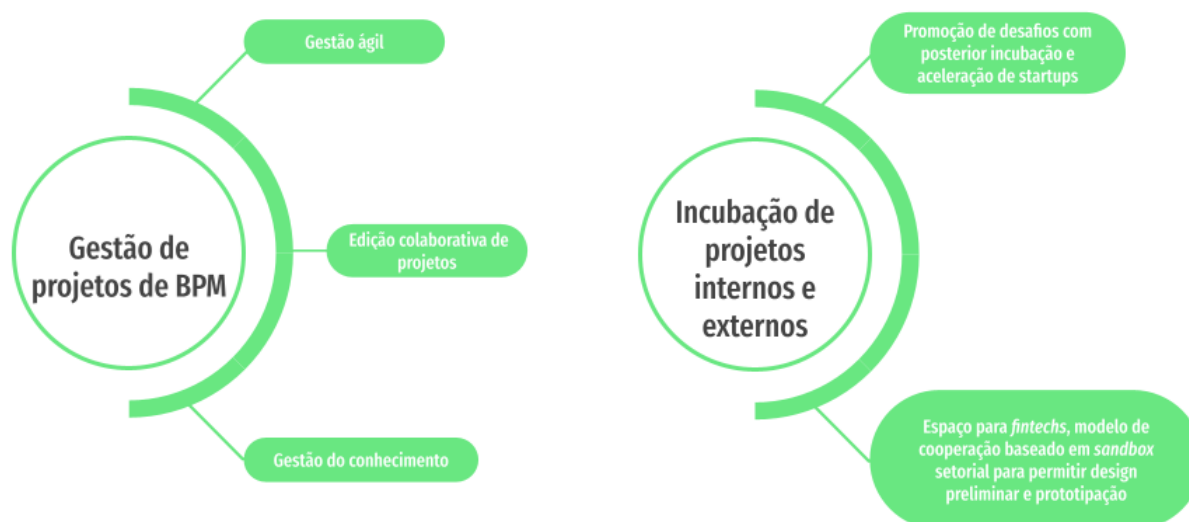 Gestão ágil
Gestão de
projetos de BPM
Edição colaborativa de
projetos
Gestão do conhecimento
Promoção de desafios com
posterior incubação e
aceleração de startups
Incubação de
projetos
internos e
externos
Espaço para fintechs, modelo de
cooperação baseado em sandbox
setorial para permitir design
preliminar e prototipação